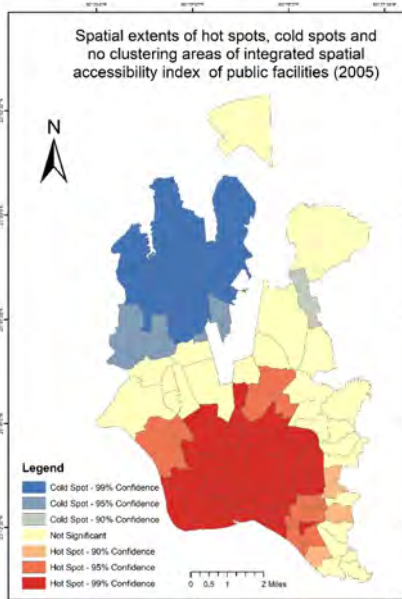 Spatial extents of hot spots, cold spots and
no clustering areas of integrated spatial
accessibility index of public facilities (2005)
N
Legend
Cold Spot - 99% Confidence
Cold Spot - 95% Confidence
Cold Spot - 90% Confidence
Not Significant
Hot Spot - 90% Confidence
Hot Spot - 95% Confidence
Hot Spot - 99% Confidence
0 0.5 1 2 Miles